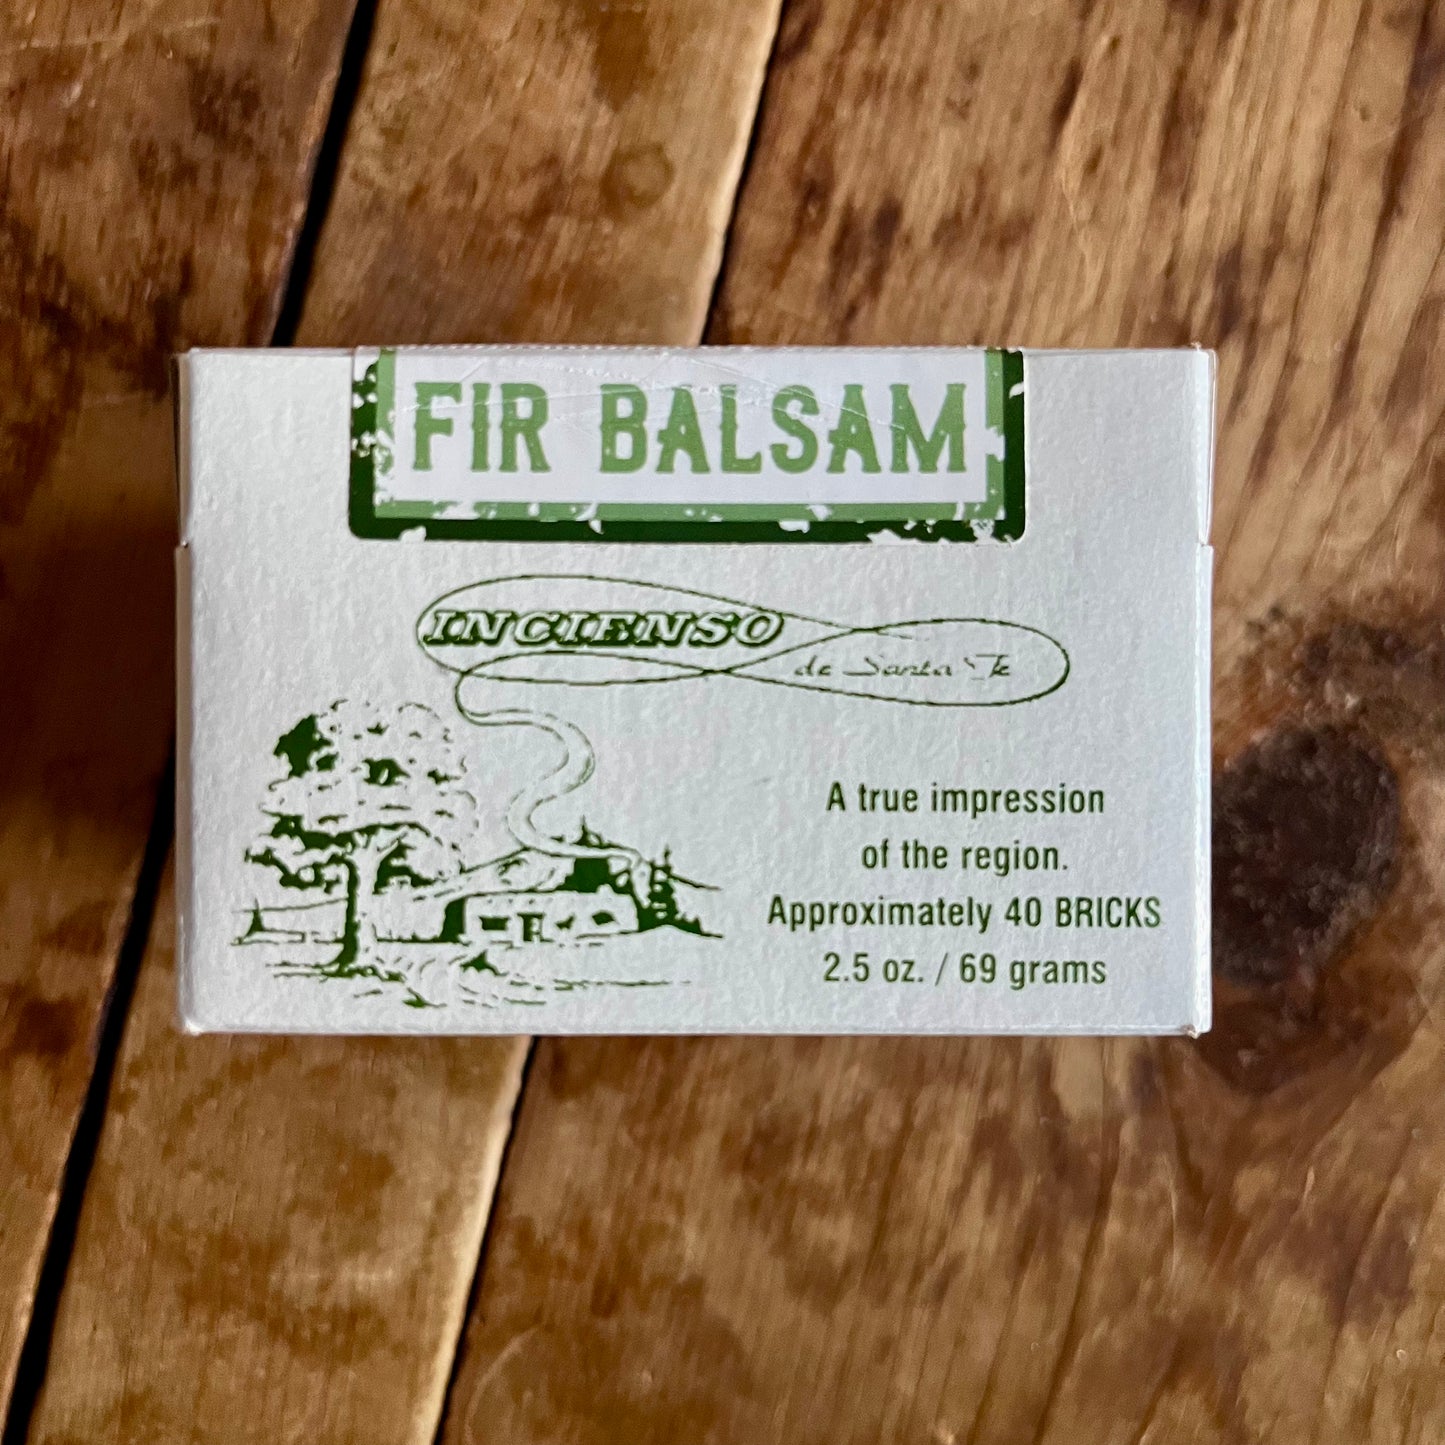 FIR BALSAM
INCIENSO
de Santa Fe
A true impression
of the region.
Approximately 40 BRICKS
2.5 oz. / 69 grams